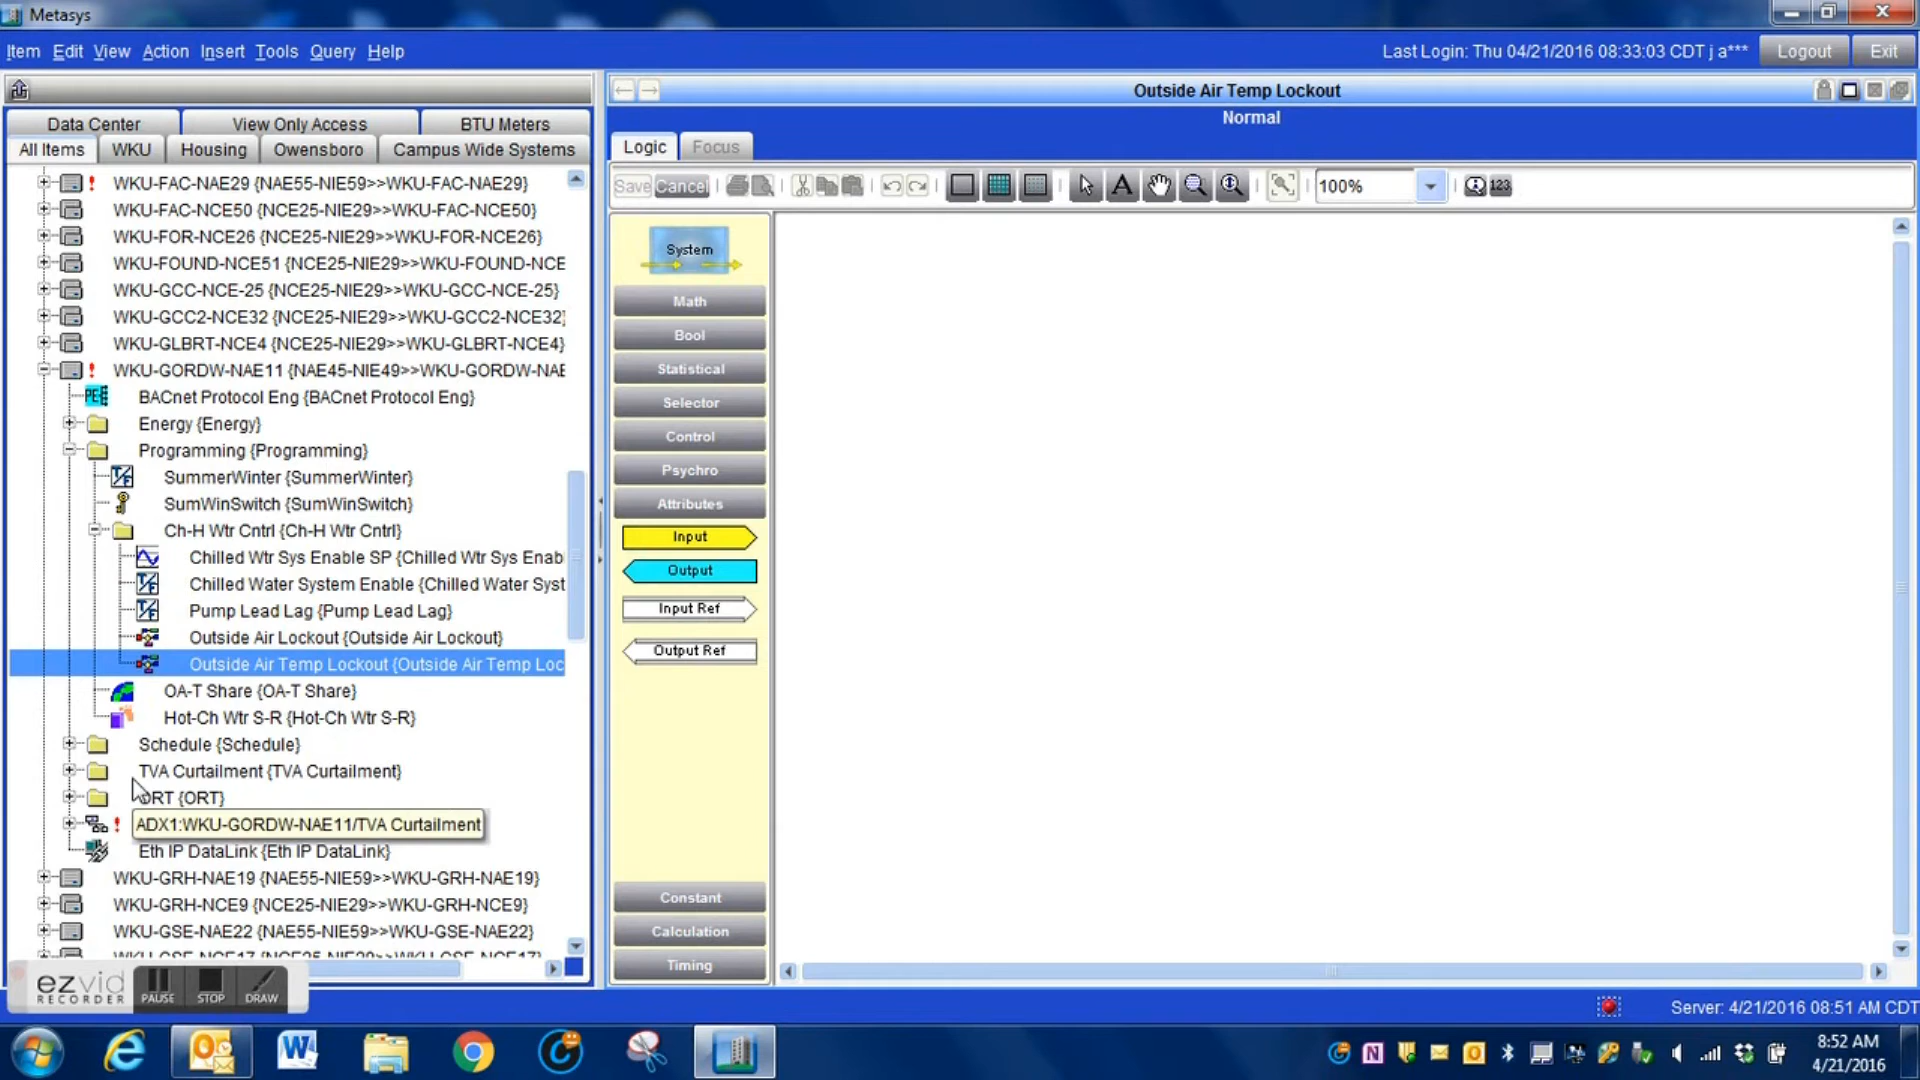 Metasys
Item Edit View Action Insert Tools Query Help
Last Login: Thu 04/21/2016 08:33:03 CDT j a***
Logout
Exit
Data Center
View Only Access
BTU Meters
All Items
WKU
Housing
Owensboro
Campus Wide Systems
WKU-FAC-NAE29 {NAE55-NIE59>>WKU-FAC-NAE29}
WKU-FAC-NCE50 {NCE25-NIE29>>WKU-FAC-NCE50}
WKU-FOR-NCE26 {NCE25-NIE29>>WKU-FOR-NCE26}
WKU-FOUND-NCE51 {NCE25-NIE29>>WKU-FOUND-NCE
WKU-GCC-NCE-25 {NCE25-NIE29>>WKU-GCC-NCE-25}
WKU-GCC2-NCE32 {NCE25-NIE29>>WKU-GCC2-NCE32}
WKU-GLBRT-NCE4 {NCE25-NIE29>>WKU-GLBRT-NCE4}
WKU-GORDW-NAE11 {NAE45-NIE49>>WKU-GORDW-NAE
BACnet Protocol Eng {BACnet Protocol Eng}
Energy {Energy}
Programming {Programming}
SummerWinter {SummerWinter}
SumWinSwitch {SumWinSwitch}
Ch-H Wtr Cntrl {Ch-H Wtr Cntrl}
Chilled Wtr Sys Enable SP {Chilled Wtr Sys Enab
Chilled Water System Enable {Chilled Water Syst
Pump Lead Lag {Pump Lead Lag}
Outside Air Lockout {Outside Air Lockout}
Outside Air Temp Lockout {Outside Air Temp Loc
OA-T Share {OA-T Share}
Hot-Ch Wtr S-R {Hot-Ch Wtr S-R}
Schedule {Schedule}
TVA Curtailment {TVA Curtailment}
ORT {ORT}
ADX1:WKU-GORDW-NAE11/TVA Curtailment
Eth IP DataLink {Eth IP DataLink}
WKU-GRH-NAE19 {NAE55-NIE59>>WKU-GRH-NAE19}
WKU-GRH-NCE9 {NCE25-NIE29>>WKU-GRH-NCE9}
WKU-GSE-NAE22 {NAE55-NIE59>>WKU-GSE-NAE22}
ezvid
RECORDER
PAUSE
STOP
DRAW
Outside Air Temp Lockout
Normal
Logic
Focus
Save
Cancel
A
100%
123
System
Math
Bool
Statistical
Selector
Control
Psychro
Attributes
Input
Output
Input Ref
Output Ref
Constant
Calculation
Timing
Server: 4/21/2016 08:51 AM CDT
8:52 AM
4/21/2016